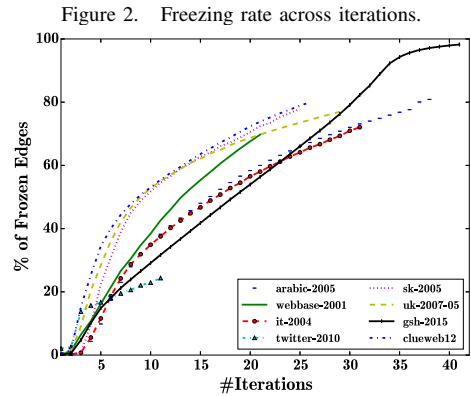 Figure 2. Freezing rate across iterations.
100
80
60
40
20
0
% of Frozen Edges
5 10 15 20 25 30 35 40
#Iterations
arabic-2005
webbase-2001
it-2004
twitter-2010
sk-2005
uk-2007-05
gsh-2015
clueweb12